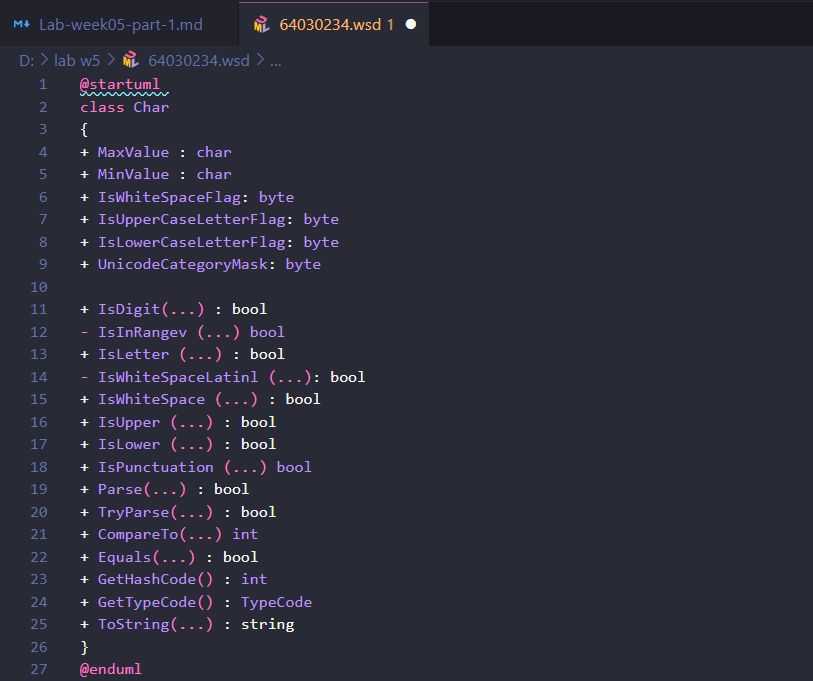 Lab-week05-part-1.md 64030234.wsd 1
D: > lab w5 > 64030234.wsd > ...
1 @startuml
2 class Char
3 {
4 + MaxValue : char
5 + MinValue : char
6 + IsWhiteSpaceFlag: byte
7 + IsUpperCaseLetterFlag: byte
8 + IsLowerCaseLetterFlag: byte
9 + UnicodeCategoryMask: byte
10
11 + IsDigit(...) : bool
12 - IsInRangev (...) bool
13 + IsLetter (...) : bool
14 - IsWhiteSpaceLatinl (...): bool
15 + IsWhiteSpace (...) : bool
16 + IsUpper (...) : bool
17 + IsLower (...) : bool
18 + IsPunctuation (...) bool
19 + Parse(...) : bool
20 + TryParse(...) : bool
21 + CompareTo(...) int
22 + Equals(...) : bool
23 + GetHashCode() : int
24 + GetTypeCode() : TypeCode
25 + ToString(...) : string
26 }
27 @enduml